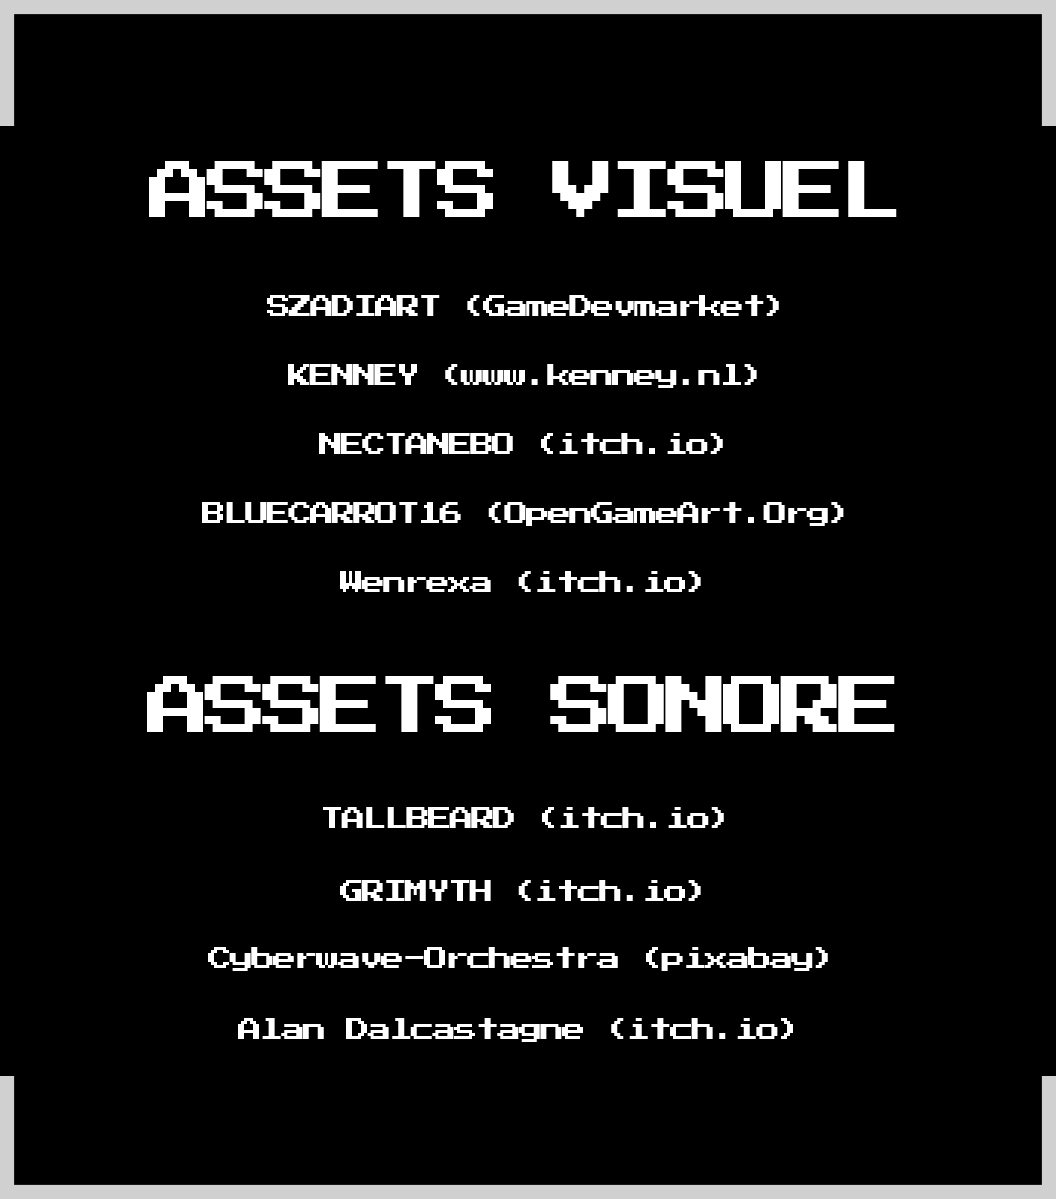 ASSETS VISUEL
SZADIART (GameDevmarket)
KENNEY (www.kenney.nl)
NECTANEBO (itch.io)
BLUECARROT16 (OpenGameArt.Org)
Wenrexa (itch.io)
ASSETS SONORE
TALLBEARD (itch.io)
GRIMYTH (itch.io)
Cyberwave-Orchestra (pixabay)
Alan Dalcastagne (itch.io)